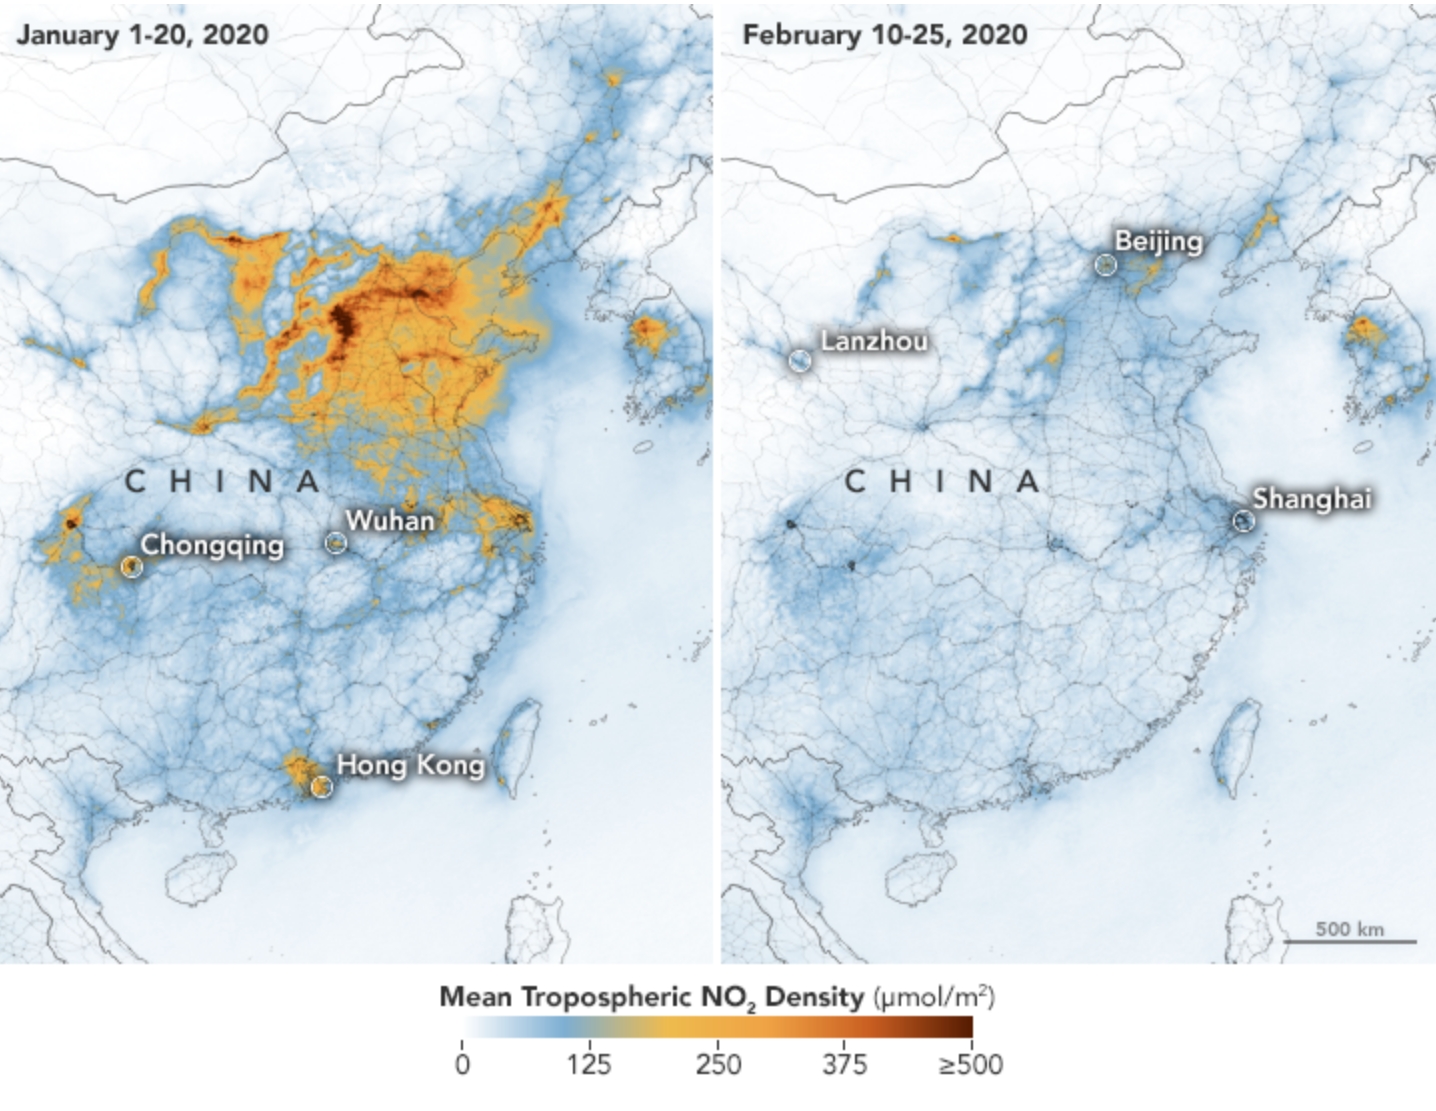 January 1-20, 2020
CHINA
Wuhan
Chongqing
Hong Kong
February 10-25, 2020
Beijing
Lanzhou
CHINA
Shanghai
500 km
Mean Tropospheric NO₂ Density (µmol/m²)
0 125 250 375 ≥500